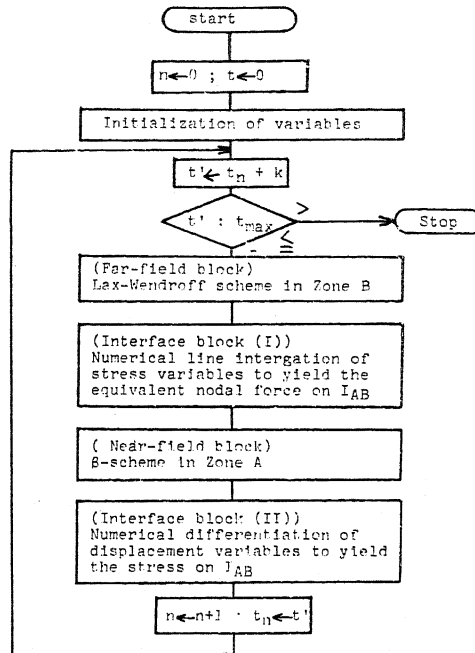 start
n←0 ; t←0
Initialization of variables
t'← tn + k
t' : tmax
>
≦
Stop
(Far-field block)
Lax-Wendroff scheme in Zone B
(Interface block (I))
Numerical line intergation of
stress variables to yield the
equivalent nodal force on IAB
( Near-field block)
β-scheme in Zone A
(Interface block (II))
Numerical differentiation of
displacement variables to yield
the stress on IAB
n←n+1 · tn←t'